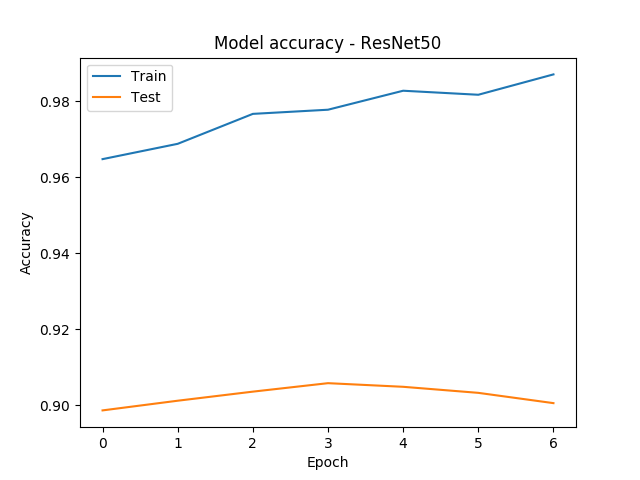 Model accuracy - ResNet50
Train
Test
0.98
0.96
0.94
0.92
0.90
Accuracy
0 1 2 3 4 5 6
Epoch